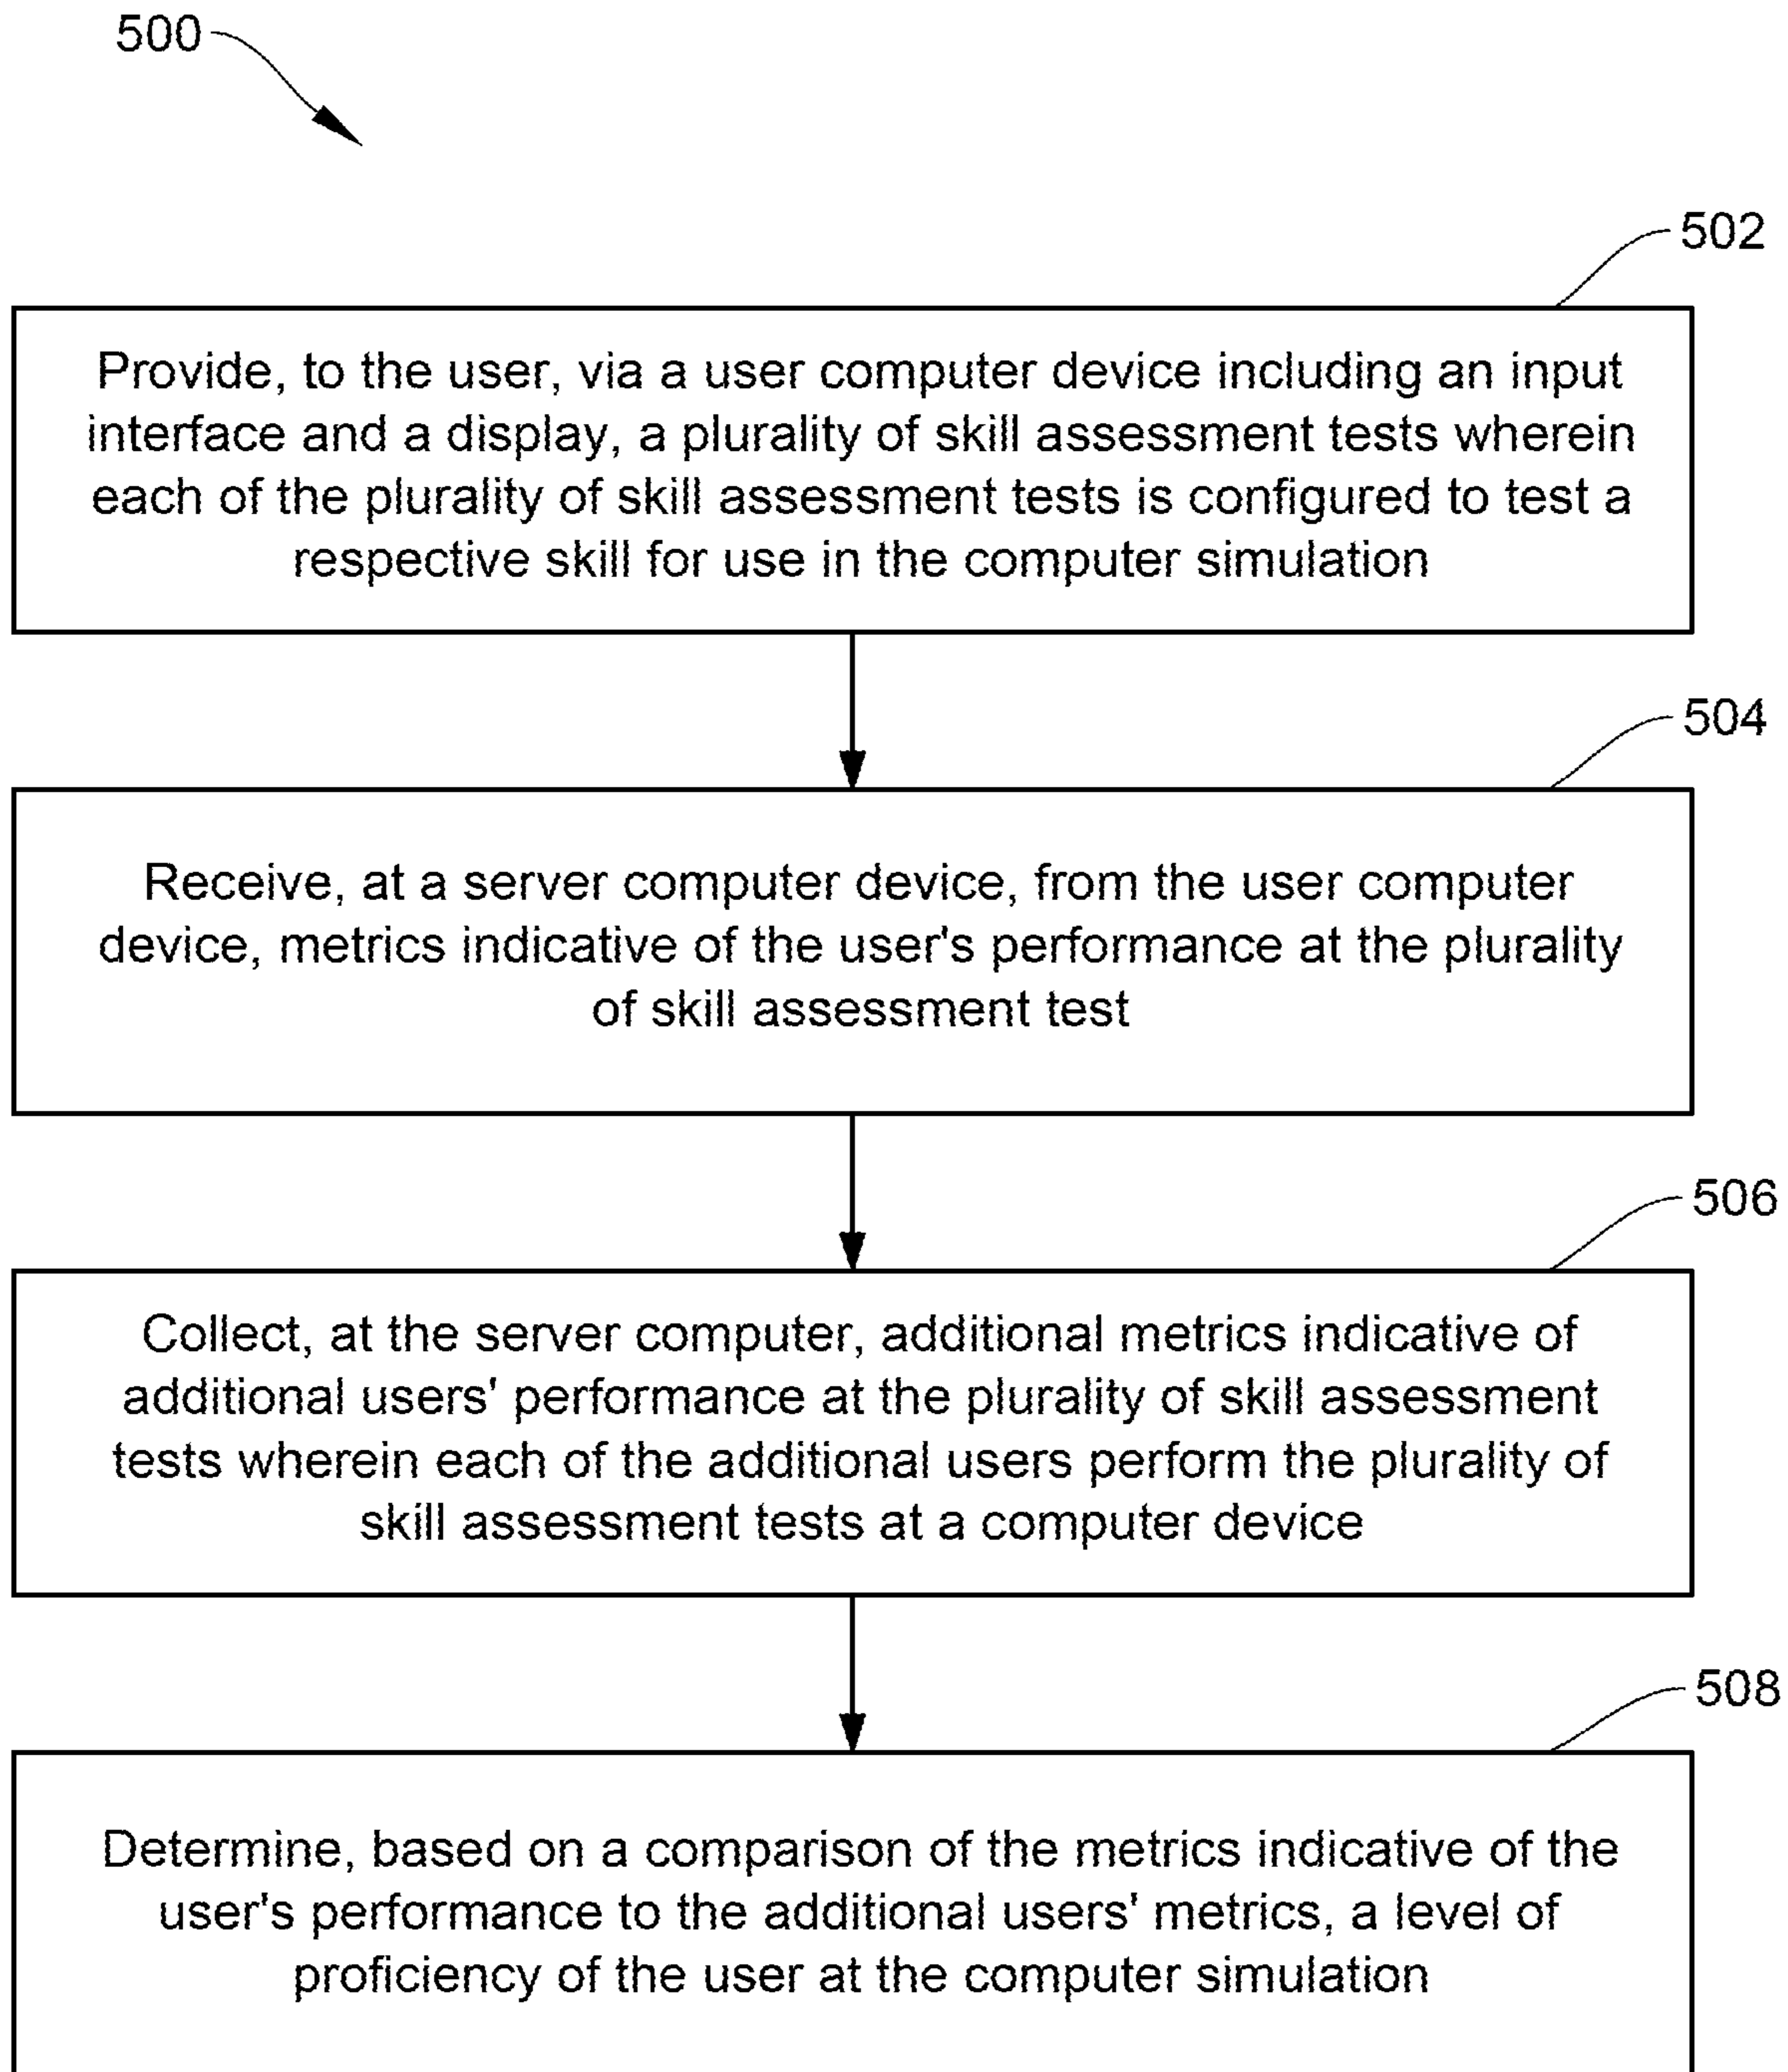 500
502
Provide, to the user, via a user computer device including an input
interface and a display, a plurality of skill assessment tests wherein
each of the plurality of skill assessment tests is configured to test a
respective skill for use in the computer simulation
504
Receive, at a server computer device, from the user computer
device, metrics indicative of the user's performance at the plurality
of skill assessment test
506
Collect, at the server computer, additional metrics indicative of
additional users' performance at the plurality of skill assessment
tests wherein each of the additional users perform the plurality of
skill assessment tests at a computer device
508
Determine, based on a comparison of the metrics indicative of the
user's performance to the additional users' metrics, a level of
proficiency of the user at the computer simulation